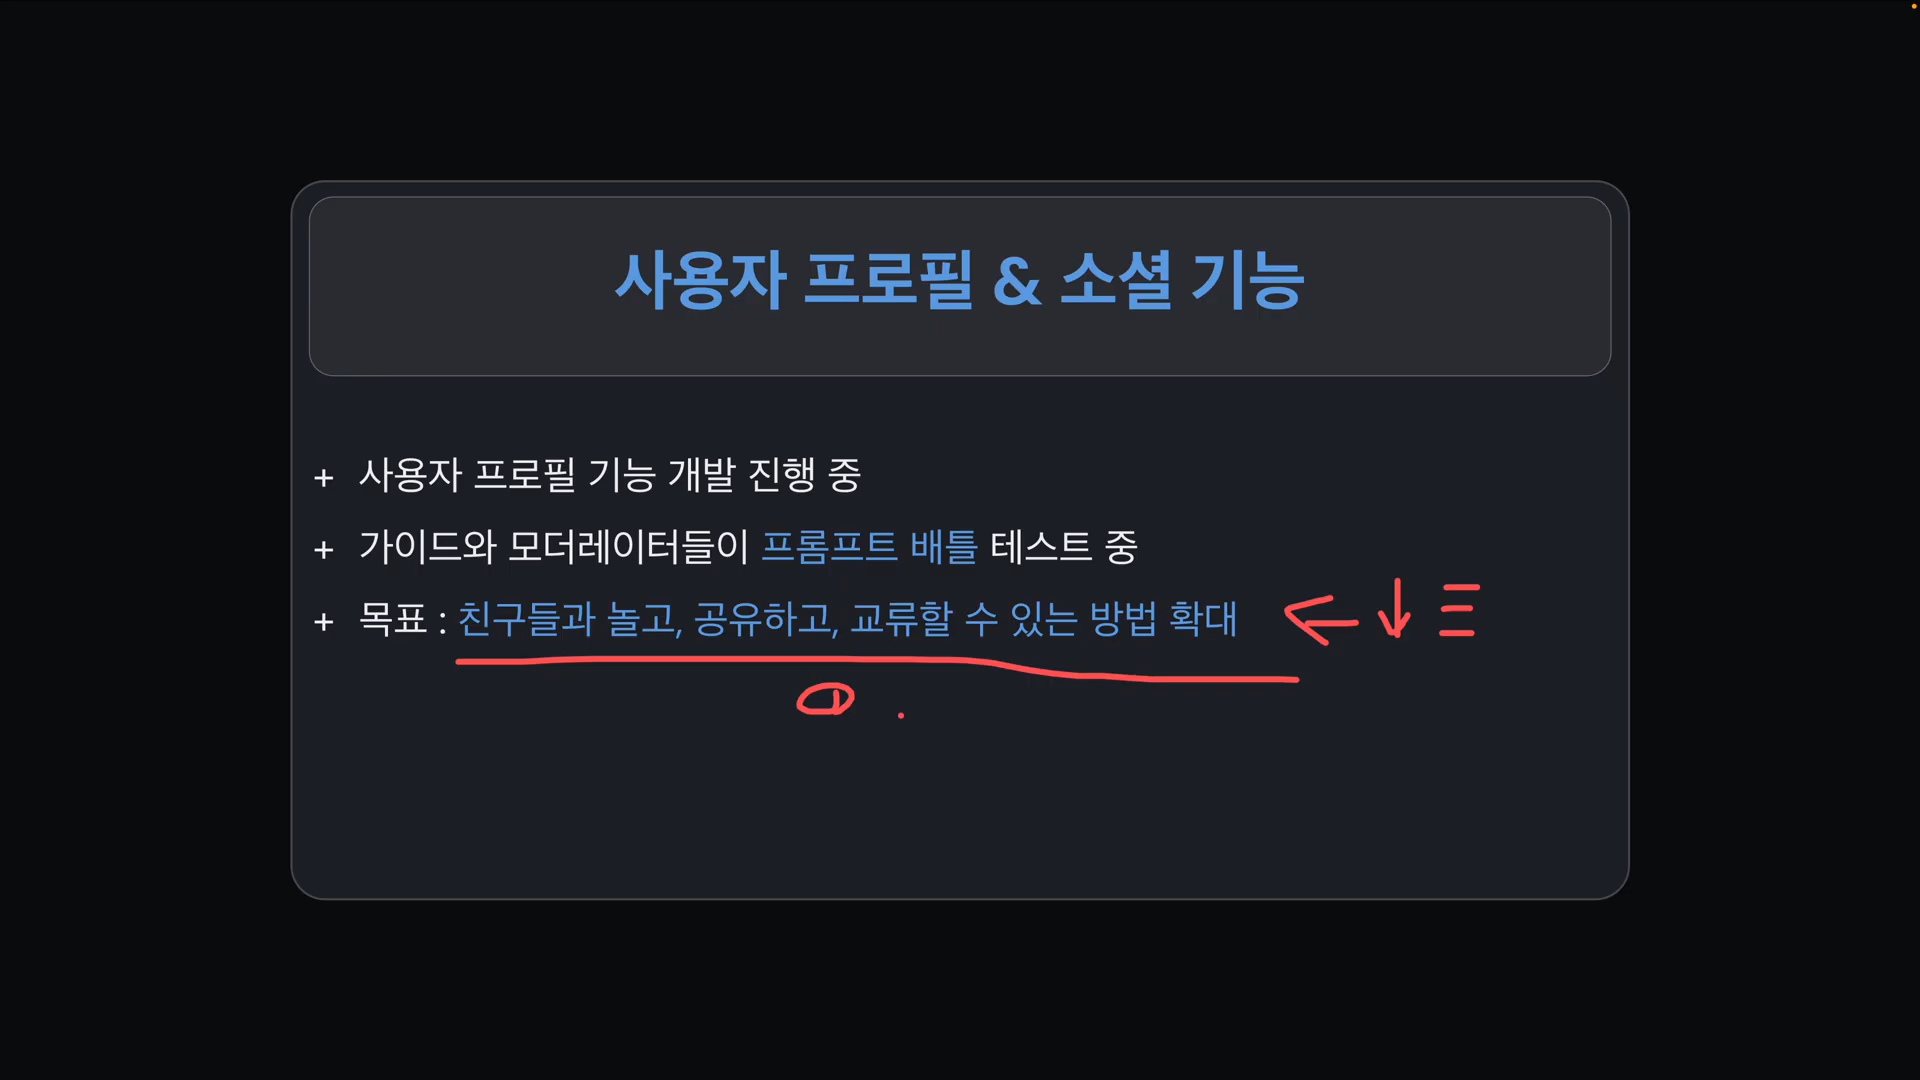 사용자 프로필 & 소셜 기능
+ 사용자 프로필 기능 개발 진행 중
+ 가이드와 모더레이터들이 프롬프트 배틀 테스트 중
+ 목표 : 친구들과 놀고, 공유하고, 교류할 수 있는 방법 확대